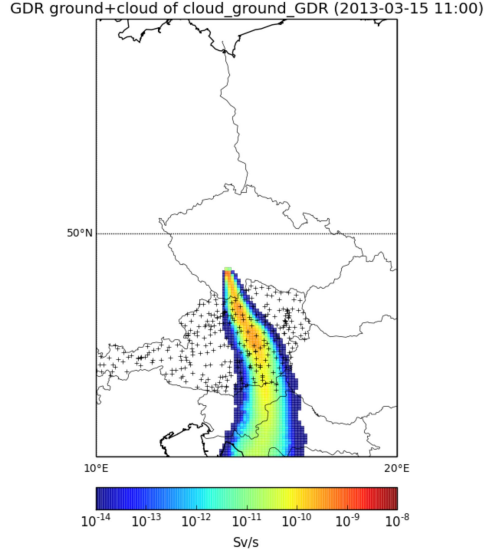 GDR ground+cloud of cloud_ground_GDR (2013-03-15 11:00)
50°N
10°E 20°E
10⁻¹⁴ 10⁻¹³ 10⁻¹² 10⁻¹¹ 10⁻¹⁰ 10⁻⁹ 10⁻⁸
Sv/s